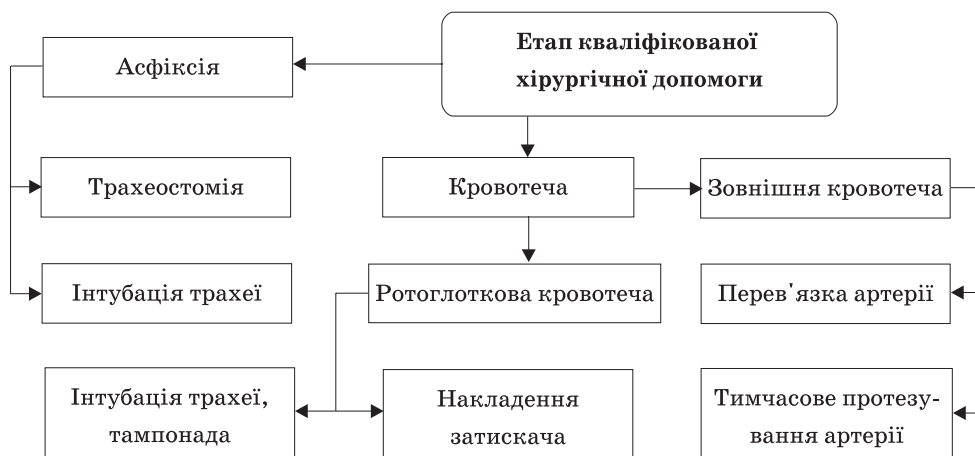 Етап кваліфікованої
хірургічної допомоги
Асфіксія
Трахеостомія
Кровотеча
Зовнішня кровотеча
Інтубація трахеї
Ротоглоткова кровотеча
Перев'язка артерії
Інтубація трахеї,
тампонада
Накладення
затискача
Тимчасове протезу-
вання артерії